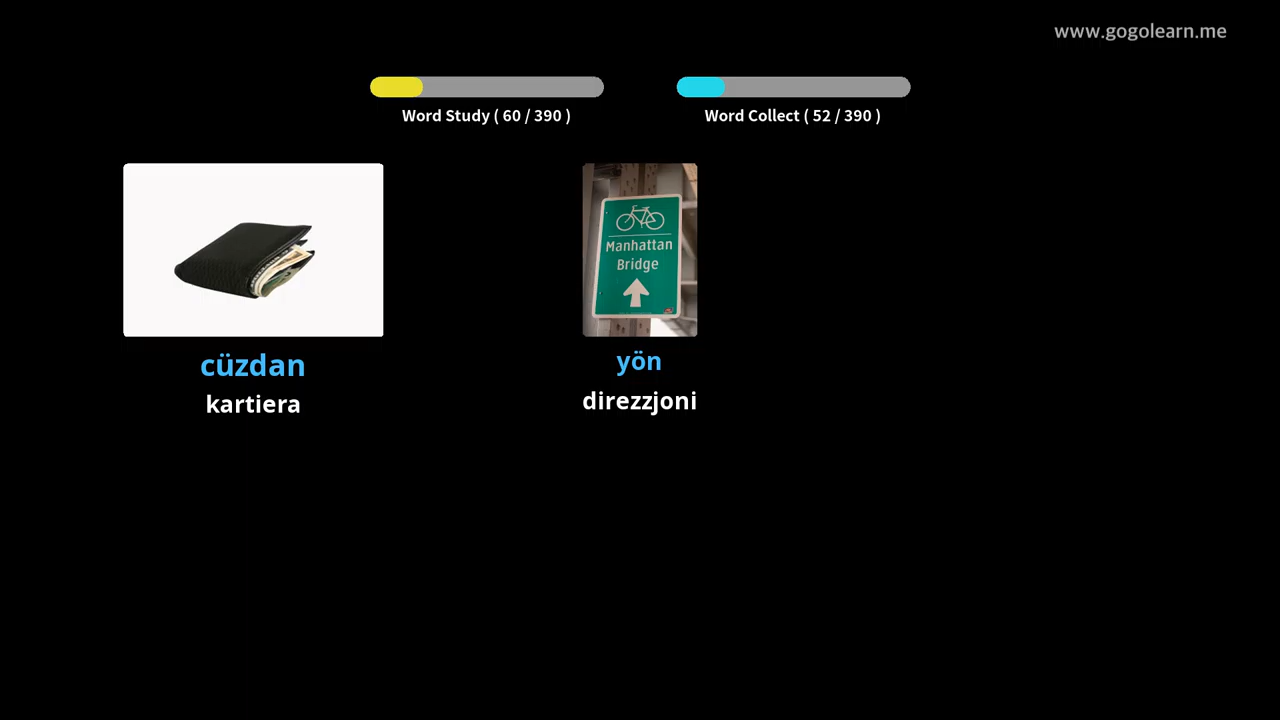 www.gogolearn.me
Word Study ( 60 / 390 )
Word Collect ( 52 / 390 )
Manhattan
Bridge
cüzdan
kartiera
yön
direzzjoni